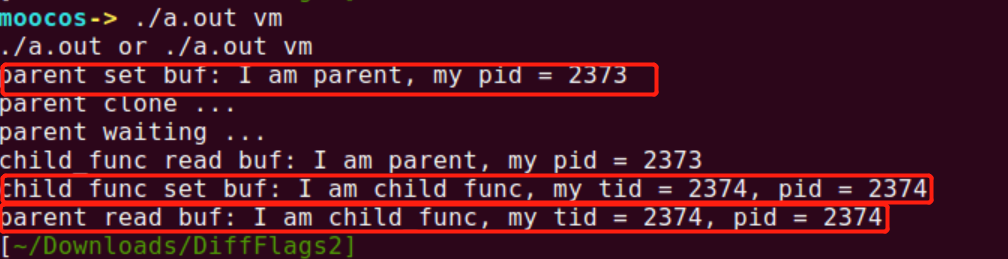 moocos-> ./a.out vm
./a.out or ./a.out vm
parent set buf: I am parent, my pid = 2373
parent clone ...
parent waiting ...
child_func read buf: I am parent, my pid = 2373
child func set buf: I am child func, my tid = 2374, pid = 2374
parent read buf: I am child func, my tid = 2374, pid = 2374
[~/Downloads/DiffFlags2]